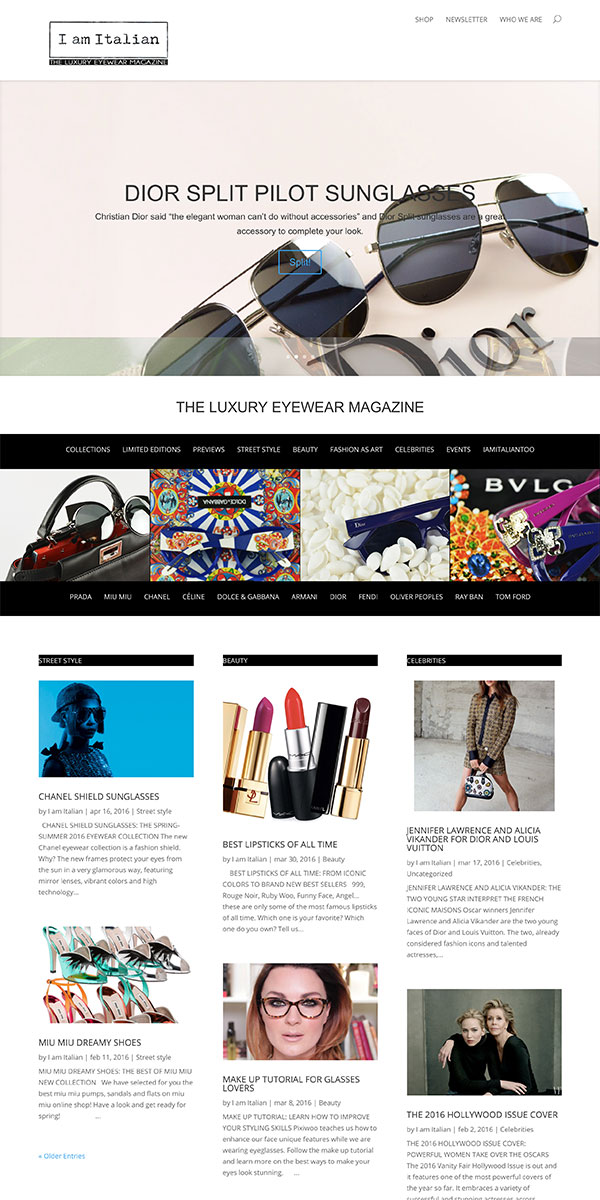 SHOP NEWSLETTER WHO WE ARE
I am Italian
THE LUXURY EYEWEAR MAGAZINE
DIOR SPLIT PILOT SUNGLASSES
Christian Dior said “the elegant woman can’t do without accessories” and Dior Split sunglasses are a great
accessory to complete your look.
Split!
Dior
THE LUXURY EYEWEAR MAGAZINE
COLLECTIONS LIMITED EDITIONS PREVIEWS STREET STYLE BEAUTY FASHION AS ART CELEBRITIES EVENTS IAMITALIANTOO
DOLCE & GABBANA
Dior
BVLG
PRADA MIU MIU CHANEL CÉLINE DOLCE & GABBANA ARMANI DIOR FENDI OLIVER PEOPLES RAY BAN TOM FORD
STREET STYLE
CHANEL SHIELD SUNGLASSES
by I am Italian | apr 16, 2016 | Street style
CHANEL SHIELD SUNGLASSES: THE SPRING-
SUMMER 2016 EYEWEAR COLLECTION The new
Chanel eyewear collection is a fashion shield.
Why? The new frames protect your eyes from
the sun in a very glamorous way, featuring
mirror lenses, vibrant colors and high
technology...
MIU MIU DREAMY SHOES
by I am Italian | feb 11, 2016 | Street style
MIU MIU DREAMY SHOES: THE BEST OF MIU MIU
NEW COLLECTION We have selected for you the
best miu miu pumps, sandals and flats on miu
miu online shop! Have a look and get ready for
spring! ...
« Older Entries
BEAUTY
BEST LIPSTICKS OF ALL TIME
by I am Italian | mar 30, 2016 | Beauty
BEST LIPSTICKS OF ALL TIME: FROM ICONIC
COLORS TO BRAND NEW BEST SELLERS 999,
Rouge Noir, Ruby Woo, Funny Face, Angel...
these are only some of the most famous lipsticks
of all time. Which one is your favorite? Which
one do you own? Tell us...
MAKE UP TUTORIAL FOR GLASSES
LOVERS
by I am Italian | mar 8, 2016 | Beauty
MAKE UP TUTORIAL: LEARN HOW TO IMPROVE
YOUR STYLING SKILLS Pixiwoo teaches us how to
enhance our face unique features while we are
wearing eyeglasses. Follow the make up tutorial
and learn more on the best ways to make your
eyes look stunning. ...
CELEBRITIES
JENNIFER LAWRENCE AND ALICIA
VIKANDER FOR DIOR AND LOUIS
VUITTON
by I am Italian | mar 17, 2016 | Celebrities,
Uncategorized
JENNIFER LAWRENCE AND ALICIA VIKANDER: THE
TWO YOUNG STAR INTERPRET THE FRENCH
ICONIC MAISONS Oscar winners Jennifer
Lawrence and Alicia Vikander are the two young
faces of Dior and Louis Vuitton. The two, already
considered fashion icons and talented
actresses,...
THE 2016 HOLLYWOOD ISSUE COVER
by I am Italian | feb 2, 2016 | Celebrities
THE 2016 HOLLYWOOD ISSUE COVER:
POWERFUL WOMEN TAKE OVER THE OSCARS
The 2016 Vanity Fair Hollywood Issue is out and
it features one of the most powerful covers of
the year so far. It embraces a variety of
successful and stunning actresses across